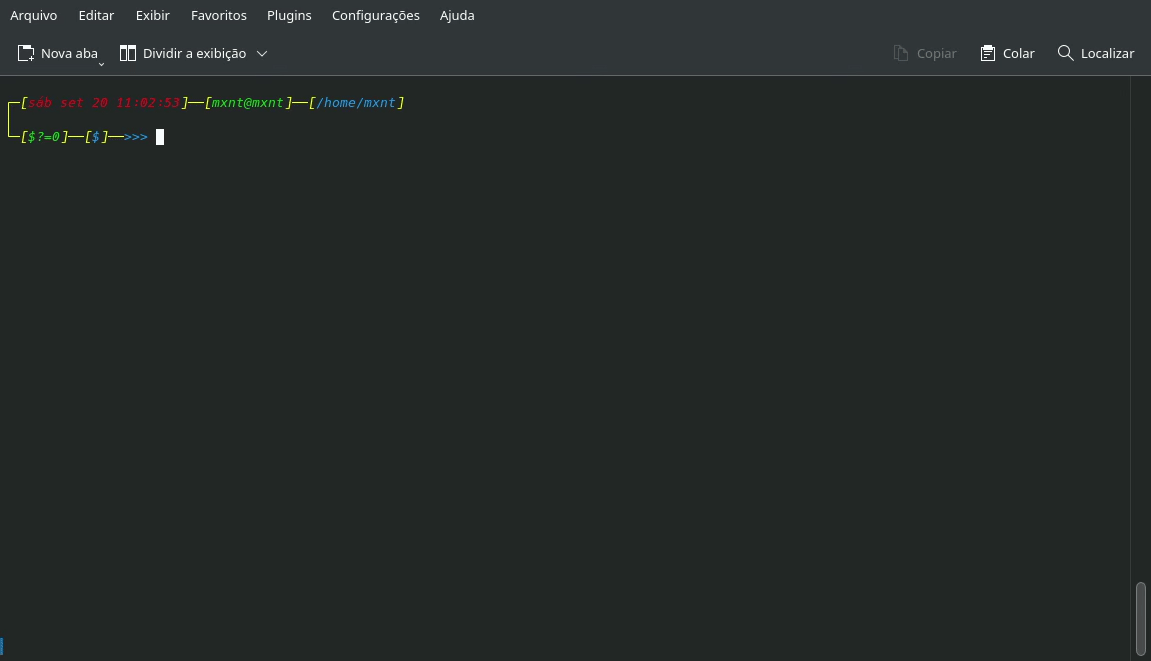 Arquivo Editar Exibir Favoritos Plugins Configurações Ajuda
Nova aba Dividir a exibição Copiar Colar Localizar
[sáb set 20 11:02:53]—[mxnt@mxnt]—[/home/mxnt]
[$?=0]—[$]—>>>